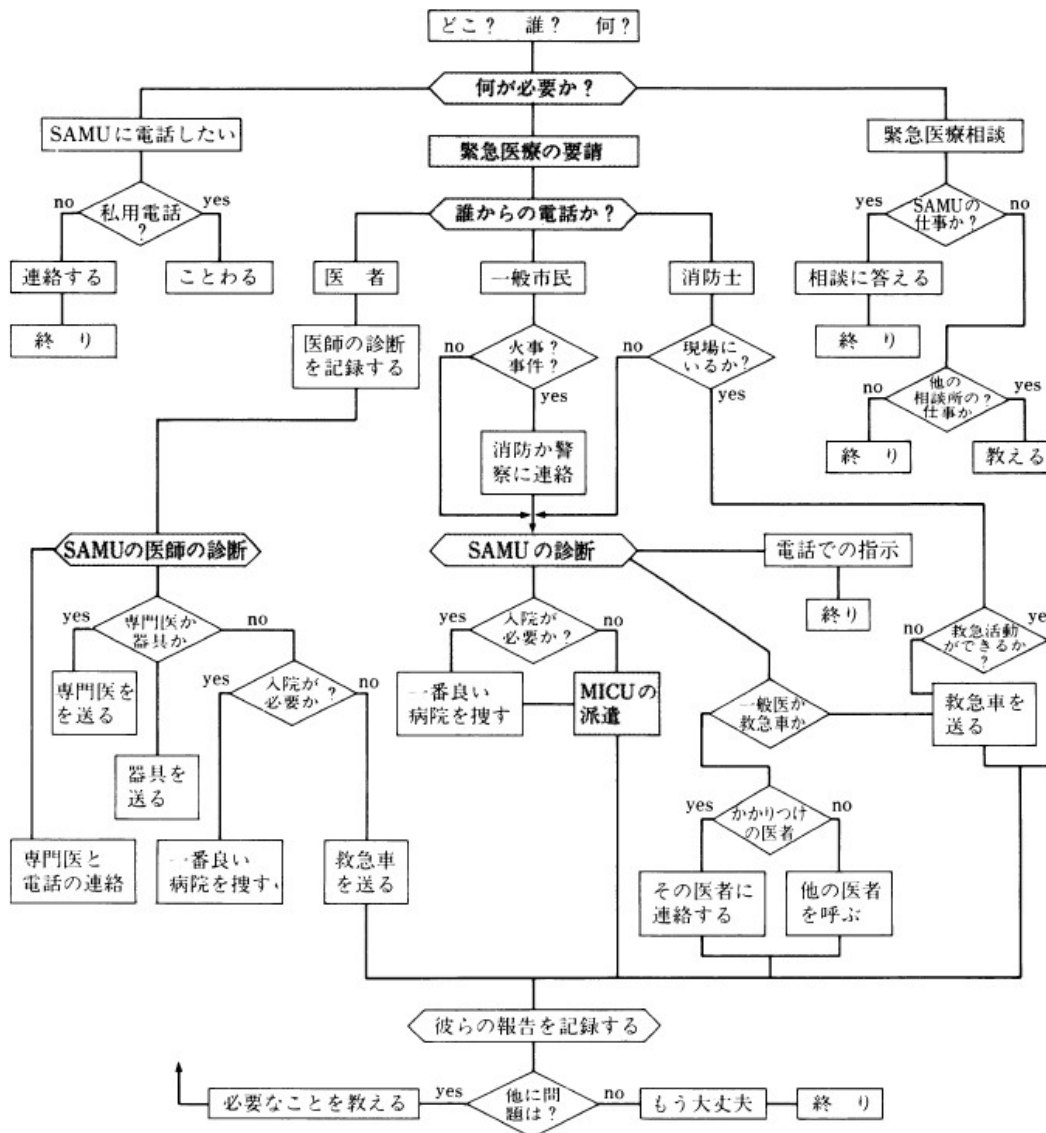 どこ？　誰？　何？
何が必要か？
SAMUに電話したい
緊急医療の要請
緊急医療相談
no
私用電話
？
yes
誰からの電話か？
yes
SAMUの
仕事か？
no
連絡する
ことわる
医　者
一般市民
消防士
相談に答える
終　り
医師の診断
を記録する
no
火事？
事件？
yes
no
現場に
いるか？
yes
終　り
no
他の
相談所の？
仕事か
yes
消防か警
察に連絡
終　り
教える
SAMUの医師の診断
SAMUの診断
電話での指示
終り
yes
専門医か
器具か
no
yes
入院が
必要か？
no
no
救急活動
ができるか
？
専門医を
を送る
yes
入院が
必要か？
no
一番良い
病院を捜す
MICUの
派遣
一般医か
救急車か
救急車を
送る
器具を
送る
yes
かかりつけ
の医者
no
専門医と
電話の連絡
一番良い
病院を捜す
救急車
を送る
その医者に
連絡する
他の医者
を呼ぶ
彼らの報告を記録する
必要なことを教える
yes
他に問
題は？
no
もう大丈夫
終　り